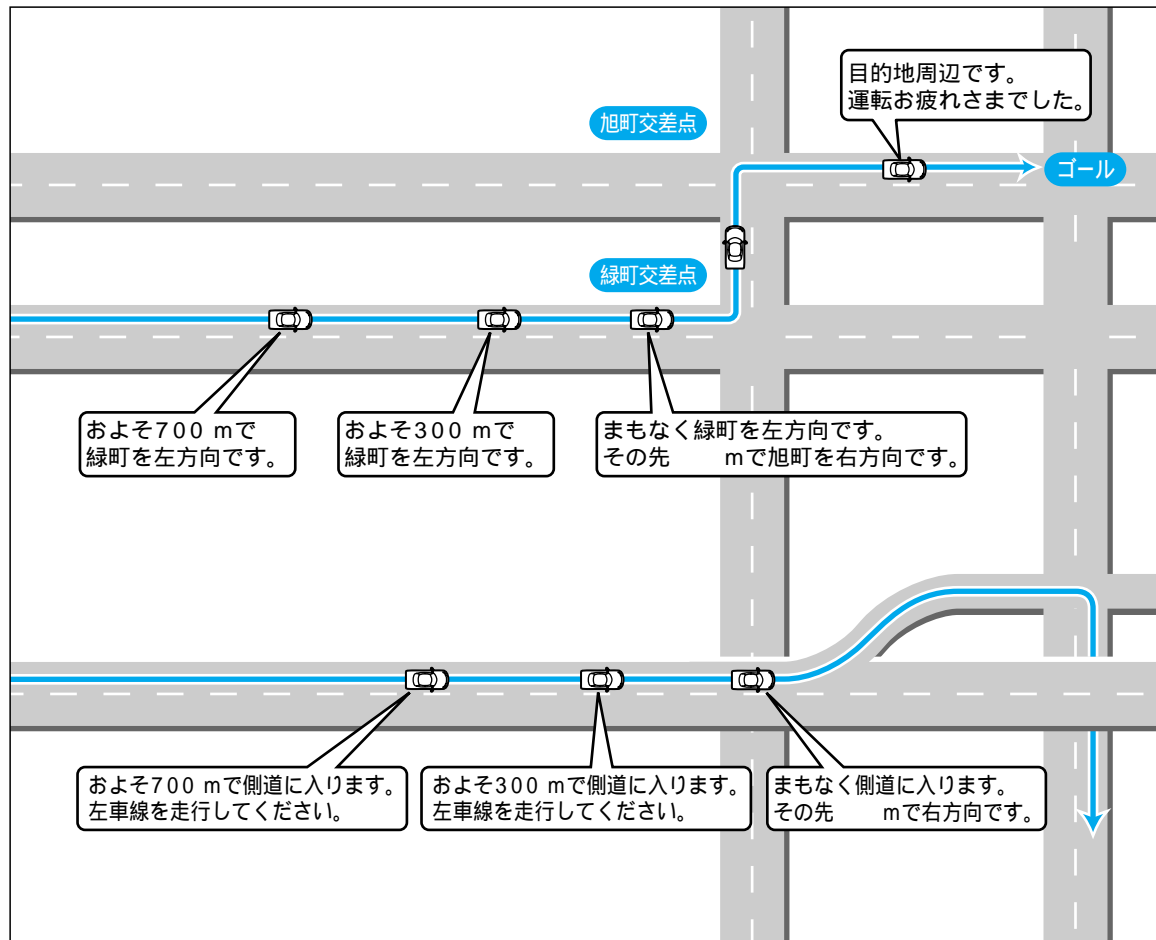 目的地周辺です。
運転お疲れさまでした。
旭町交差点
ゴール
緑町交差点
およそ700 mで
緑町を左方向です。
およそ300 mで
緑町を左方向です。
まもなく緑町を左方向です。
その先　　mで旭町を右方向です。
およそ700 mで側道に入ります。
左車線を走行してください。
およそ300 mで側道に入ります。
左車線を走行してください。
まもなく側道に入ります。
その先　　mで右方向です。